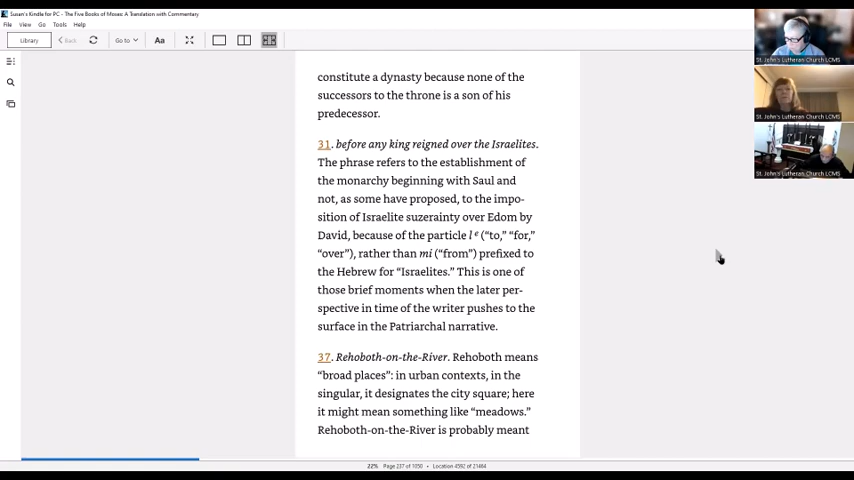 Susan's Kindle for PC - The Five Books of Moses: A Translation with Commentary
File View Go Tools Help
Library
Back
Go to
Aa
constitute a dynasty because none of the
successors to the throne is a son of his
predecessor.
31. before any king reigned over the Israelites.
The phrase refers to the establishment of
the monarchy beginning with Saul and
not, as some have proposed, to the impo-
sition of Israelite suzerainty over Edom by
David, because of the particle l e (“to,” “for,”
“over”), rather than mi (“from”) prefixed to
the Hebrew for “Israelites.” This is one of
those brief moments when the later per-
spective in time of the writer pushes to the
surface in the Patriarchal narrative.
37. Rehoboth-on-the-River. Rehoboth means
“broad places”: in urban contexts, in the
singular, it designates the city square; here
it might mean something like “meadows.”
Rehoboth-on-the-River is probably meant
22% Page 237 of 1050 • Location 4592 of 21464
St. John's Lutheran Church LCMS
St. John's Lutheran Church LCMS
St. John's Lutheran Church LCMS